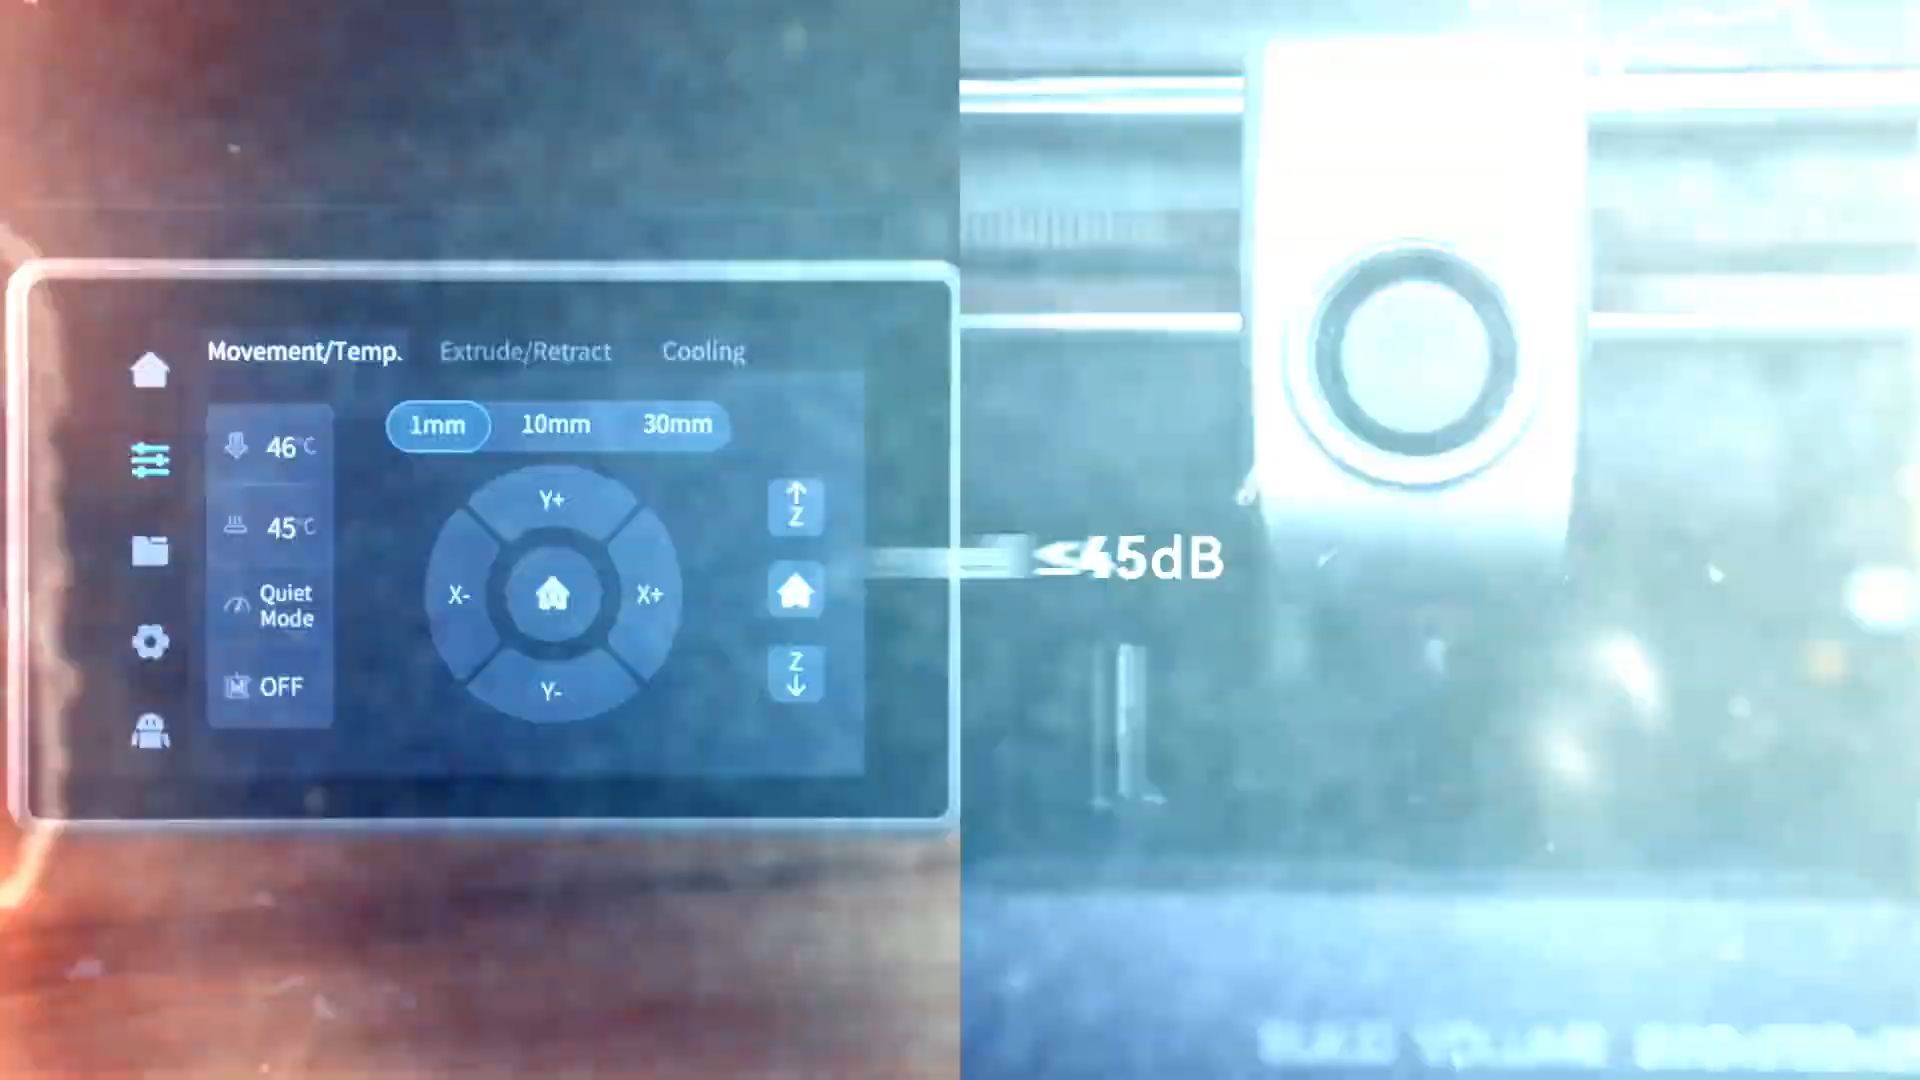 Movement/Temp. Extrude/Retract Cooling
1mm 10mm 30mm
46°C
45°C
Quiet
Mode
OFF
Y+
X-
X+
Y-
Z
Z
≤45dB